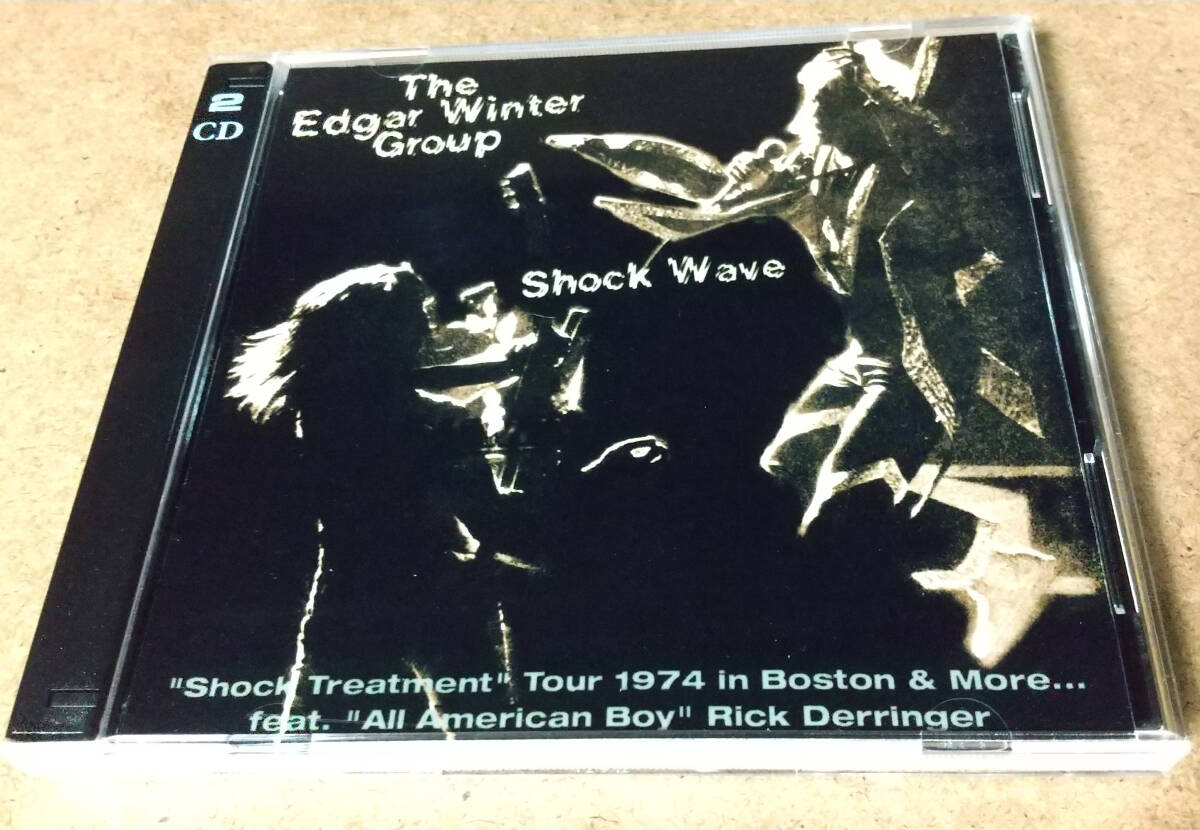 2
CD
The
Edgar Winter
Group
Shock Wave
"Shock Treatment" Tour 1974 in Boston & More...
feat. "All American Boy" Rick Derringer